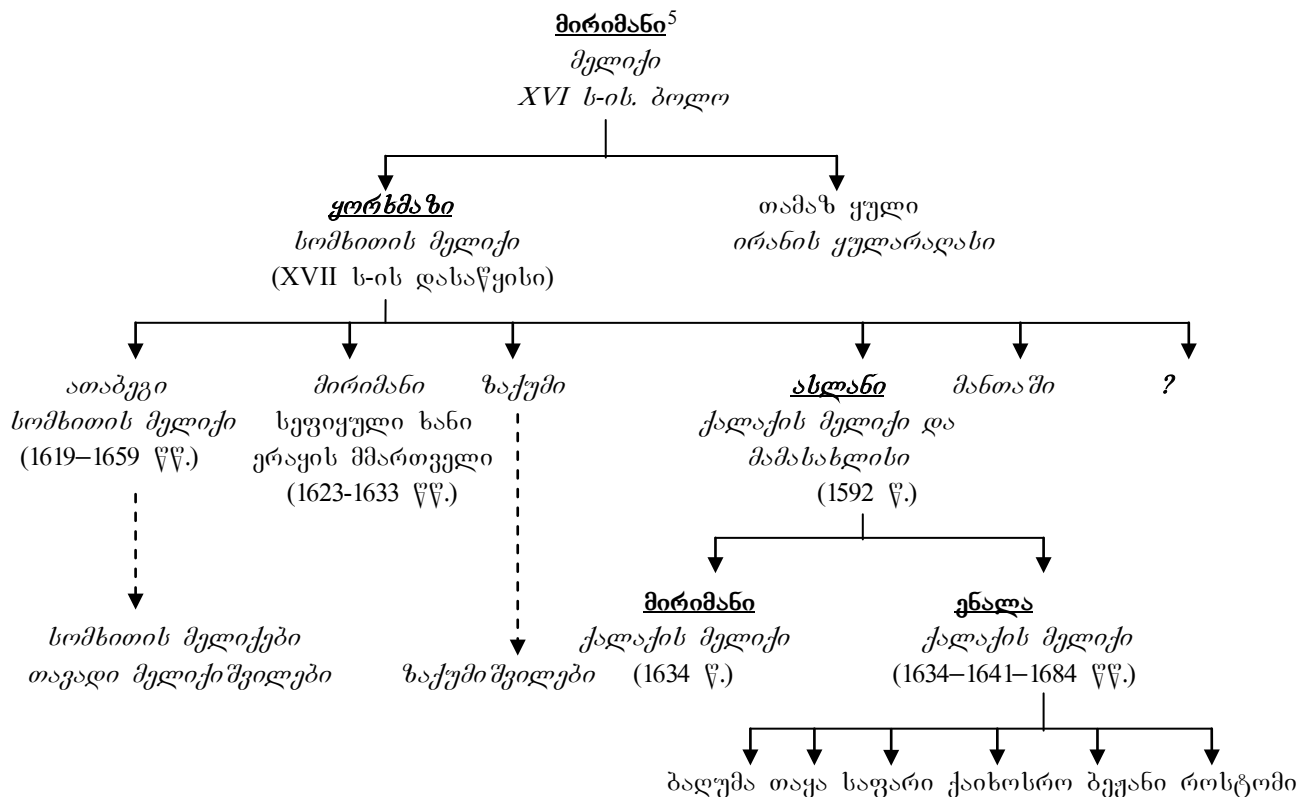 მირიმანი5
მელიქი
XVI ს-ის. ბოლო
ყორხმაზი
სომხითის მელიქი
(XVII ს-ის დასაწყისი)
თამაზ ყული
ირანის ყულარაღასი
ათაბეგი
სომხითის მელიქი
(1619–1659 წწ.)
მირიმანი
სეფიყული ხანი
ერაყის მმართველი
(1623-1633 წწ.)
ზაქუმი
ასლანი
ქალაქის მელიქი და
მამასახლისი
(1592 წ.)
მანთაში
?
სომხითის მელიქები
თავადი მელიქიშვილები
ზაქუმიშვილები
მირიმანი
ქალაქის მელიქი
(1634 წ.)
ენალა
ქალაქის მელიქი
(1634–1641–1684 წწ.)
ბაღუმა თაყა საფარი ქაიხოსრო ბეჟანი როსტომი